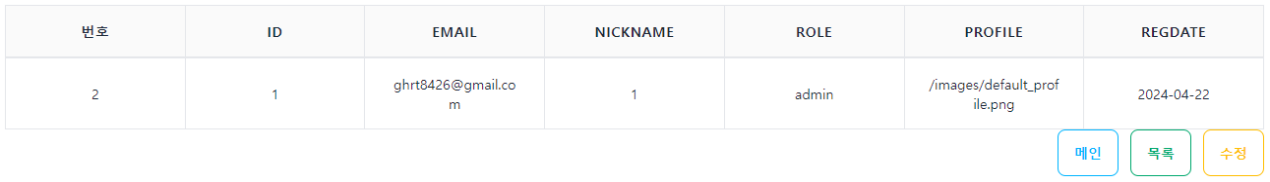 번호 ID EMAIL NICKNAME ROLE PROFILE REGDATE
2 1 ghrt8426@gmail.co
m 1 admin /images/default_prof
ile.png 2024-04-22
메인 목록 수정